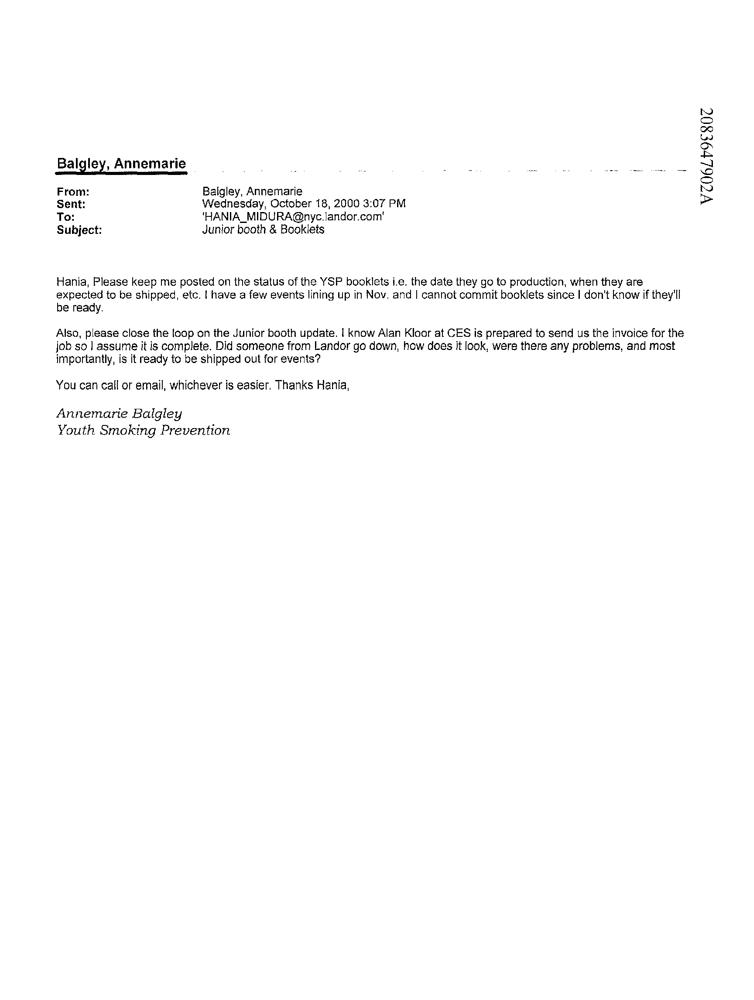 2083647902A
Balgley, Annemarie
From: Balgley, Annemarie
Sent: Wednesday, October 18, 2000 3:07 PM
To: 'HANIA_MIDURA@nyc.landor.com'
Subject: Junior booth & Booklets
Hania, Please keep me posted on the status of the YSP booklets i.e. the date they go to production, when they are
expected to be shipped, etc. I have a few events lining up in Nov. and I cannot commit booklets since I don't know if they'll
be ready.
Also, please close the loop on the Junior booth update. I know Alan Kloor at CES is prepared to send us the invoice for the
job so I assume it is complete. Did someone from Landor go down, how does it look, were there any problems, and most
importantly, is it ready to be shipped out for events?
You can call or email, whichever is easier. Thanks Hania,
Annemarie Balgley
Youth Smoking Prevention